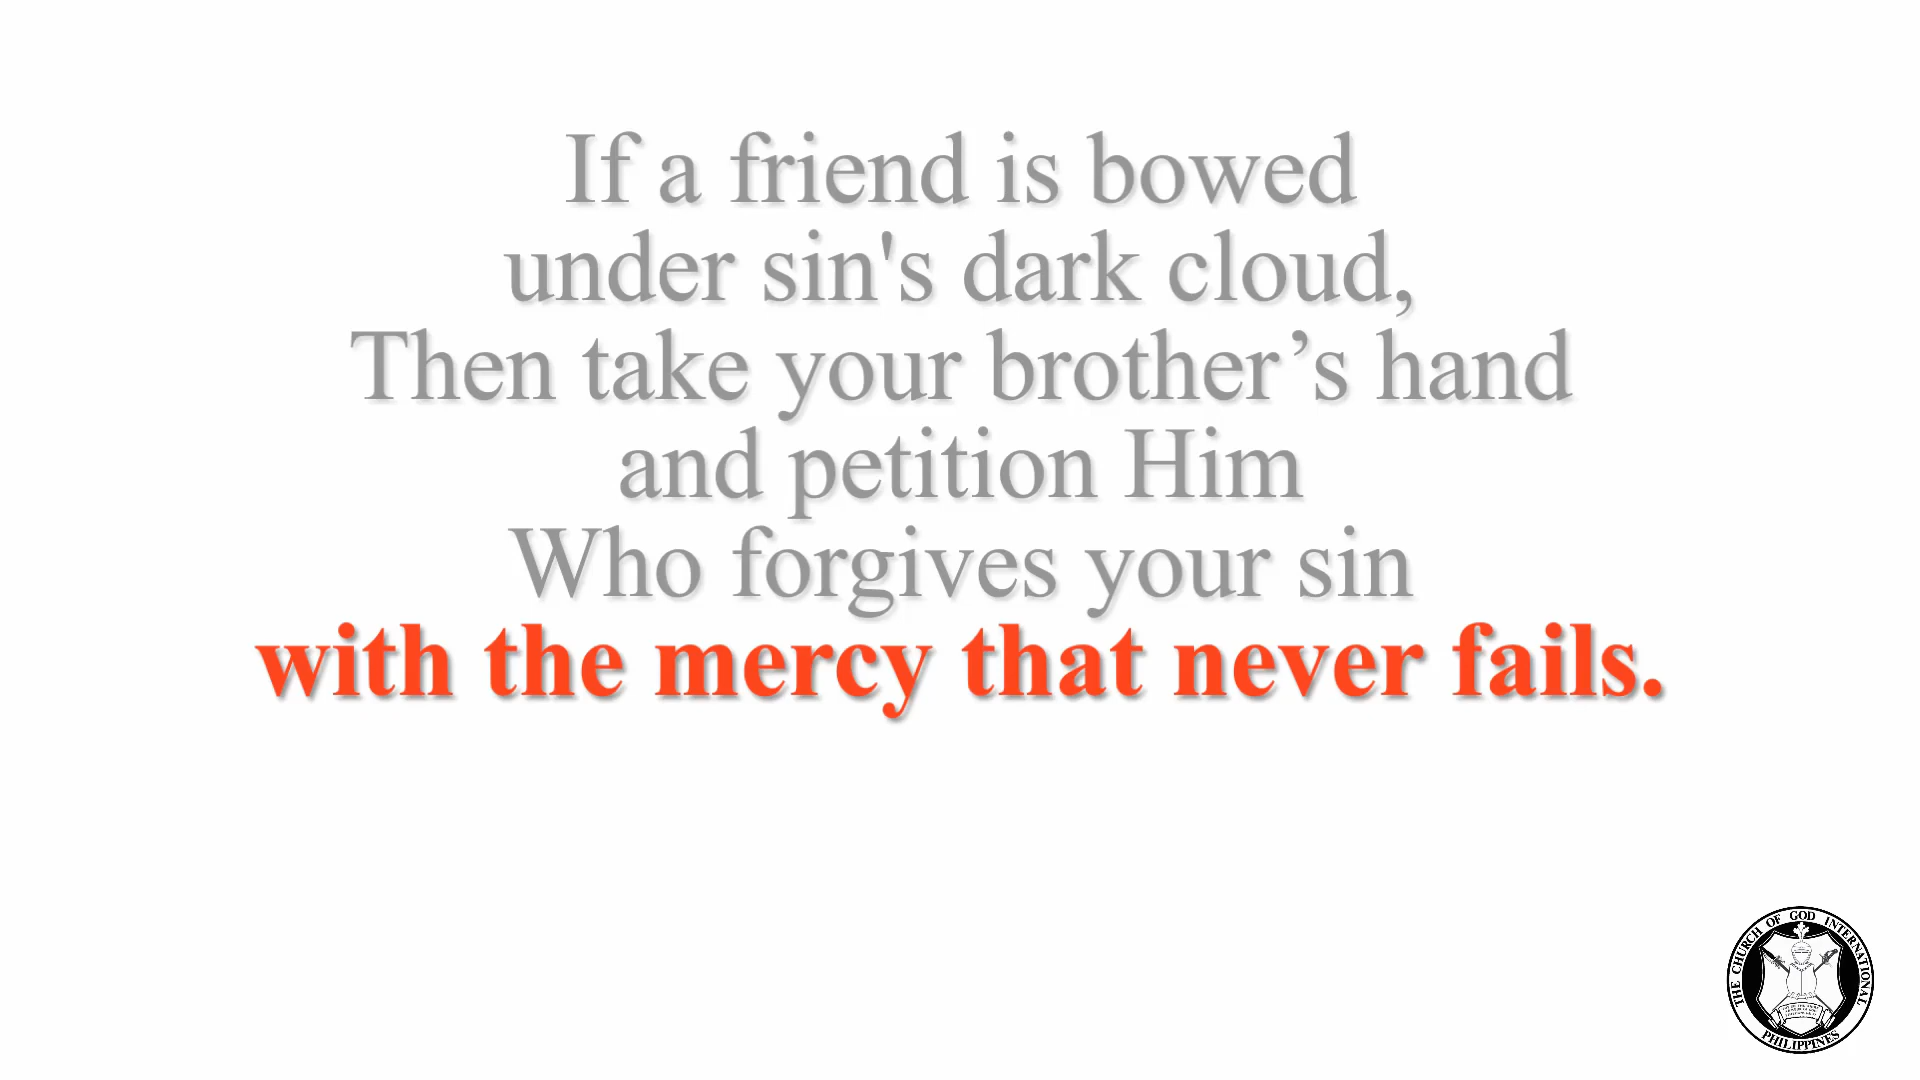 If a friend is bowed
under sin's dark cloud,
Then take your brother’s hand
and petition Him
Who forgives your sin
with the mercy that never fails.
THE CHURCH OF GOD INTERNATIONAL
PHILIPPINES